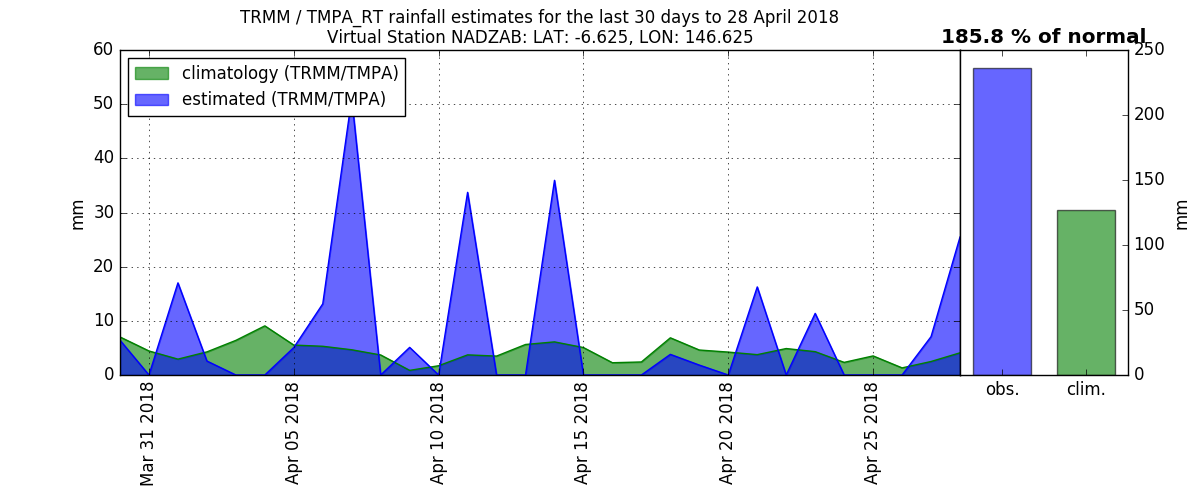 TRMM / TMPA_RT rainfall estimates for the last 30 days to 28 April 2018
Virtual Station NADZAB: LAT: -6.625, LON: 146.625
185.8 % of normal
climatology (TRMM/TMPA)
estimated (TRMM/TMPA)
60
50
40
30
20
10
0
mm
250
200
150
100
50
0
mm
Mar 31 2018
Apr 05 2018
Apr 10 2018
Apr 15 2018
Apr 20 2018
Apr 25 2018
obs.
clim.